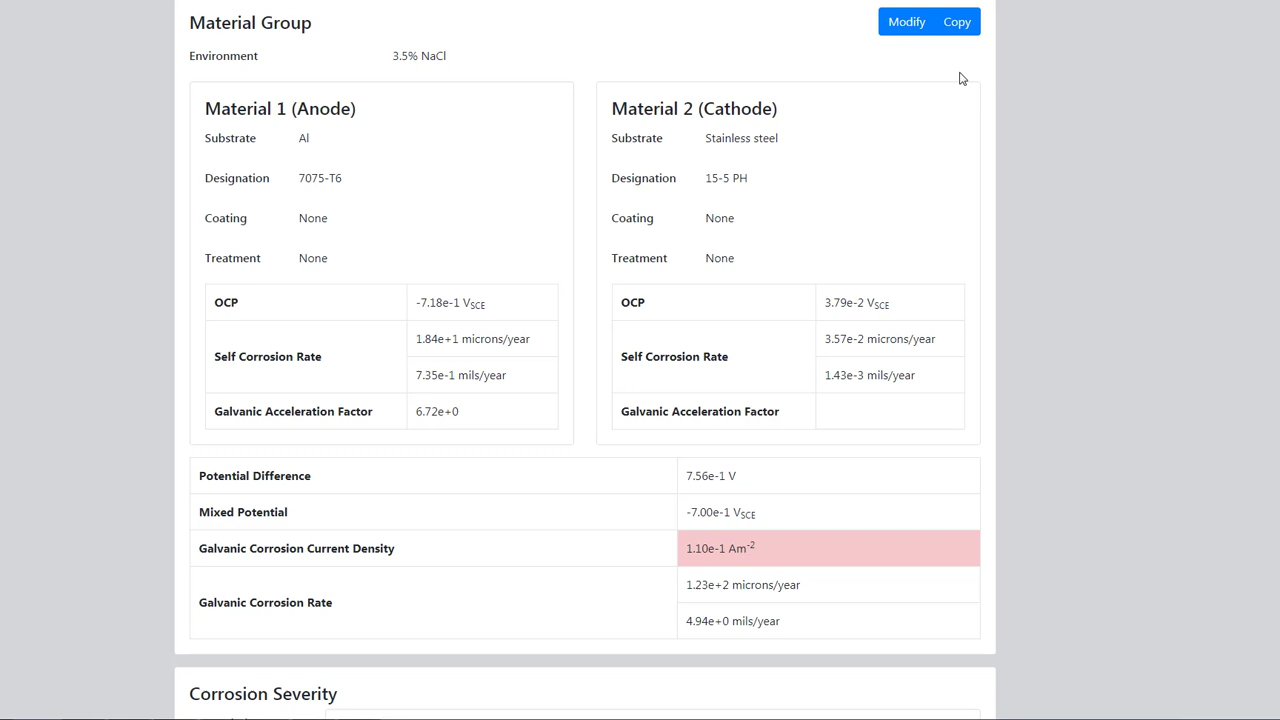 Material Group
Modify Copy
Environment 3.5% NaCl
Material 1 (Anode)
Substrate Al
Designation 7075-T6
Coating None
Treatment None
OCP -7.18e-1 VSCE
Self Corrosion Rate 1.84e+1 microns/year
7.35e-1 mils/year
Galvanic Acceleration Factor 6.72e+0
Material 2 (Cathode)
Substrate Stainless steel
Designation 15-5 PH
Coating None
Treatment None
OCP 3.79e-2 VSCE
Self Corrosion Rate 3.57e-2 microns/year
1.43e-3 mils/year
Galvanic Acceleration Factor
Potential Difference 7.56e-1 V
Mixed Potential -7.00e-1 VSCE
Galvanic Corrosion Current Density 1.10e-1 Am-2
Galvanic Corrosion Rate 1.23e+2 microns/year
4.94e+0 mils/year
Corrosion Severity